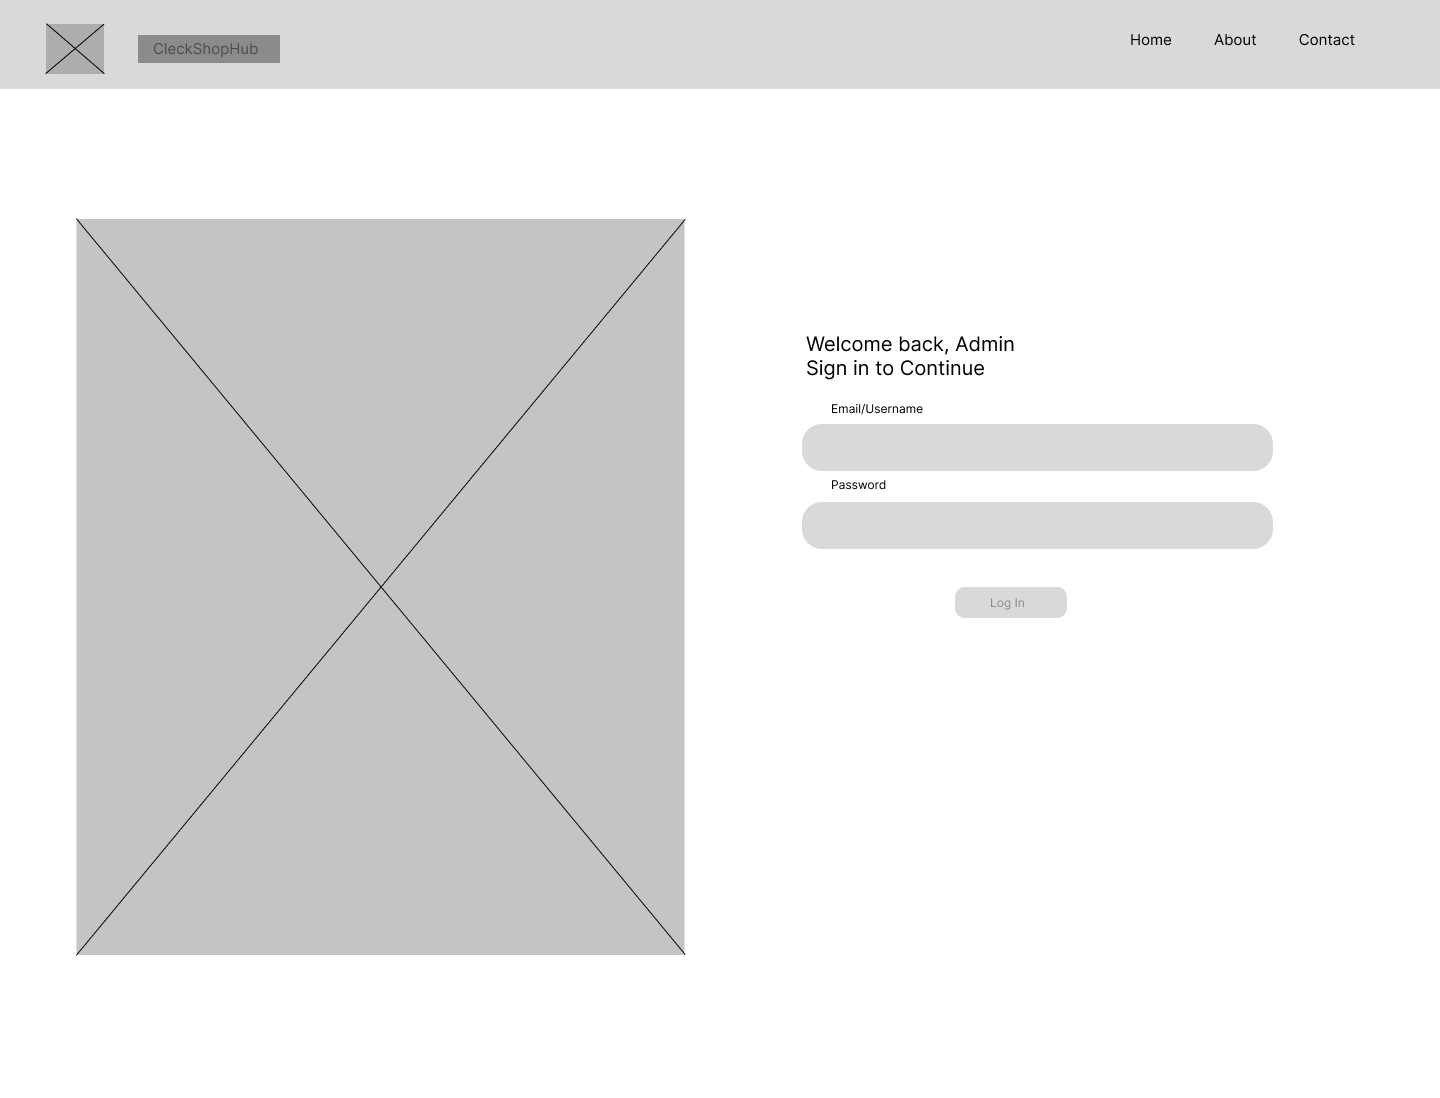 CleckShopHub
Home
About
Contact
Welcome back, Admin
Sign in to Continue
Email/Username
Password
Log In